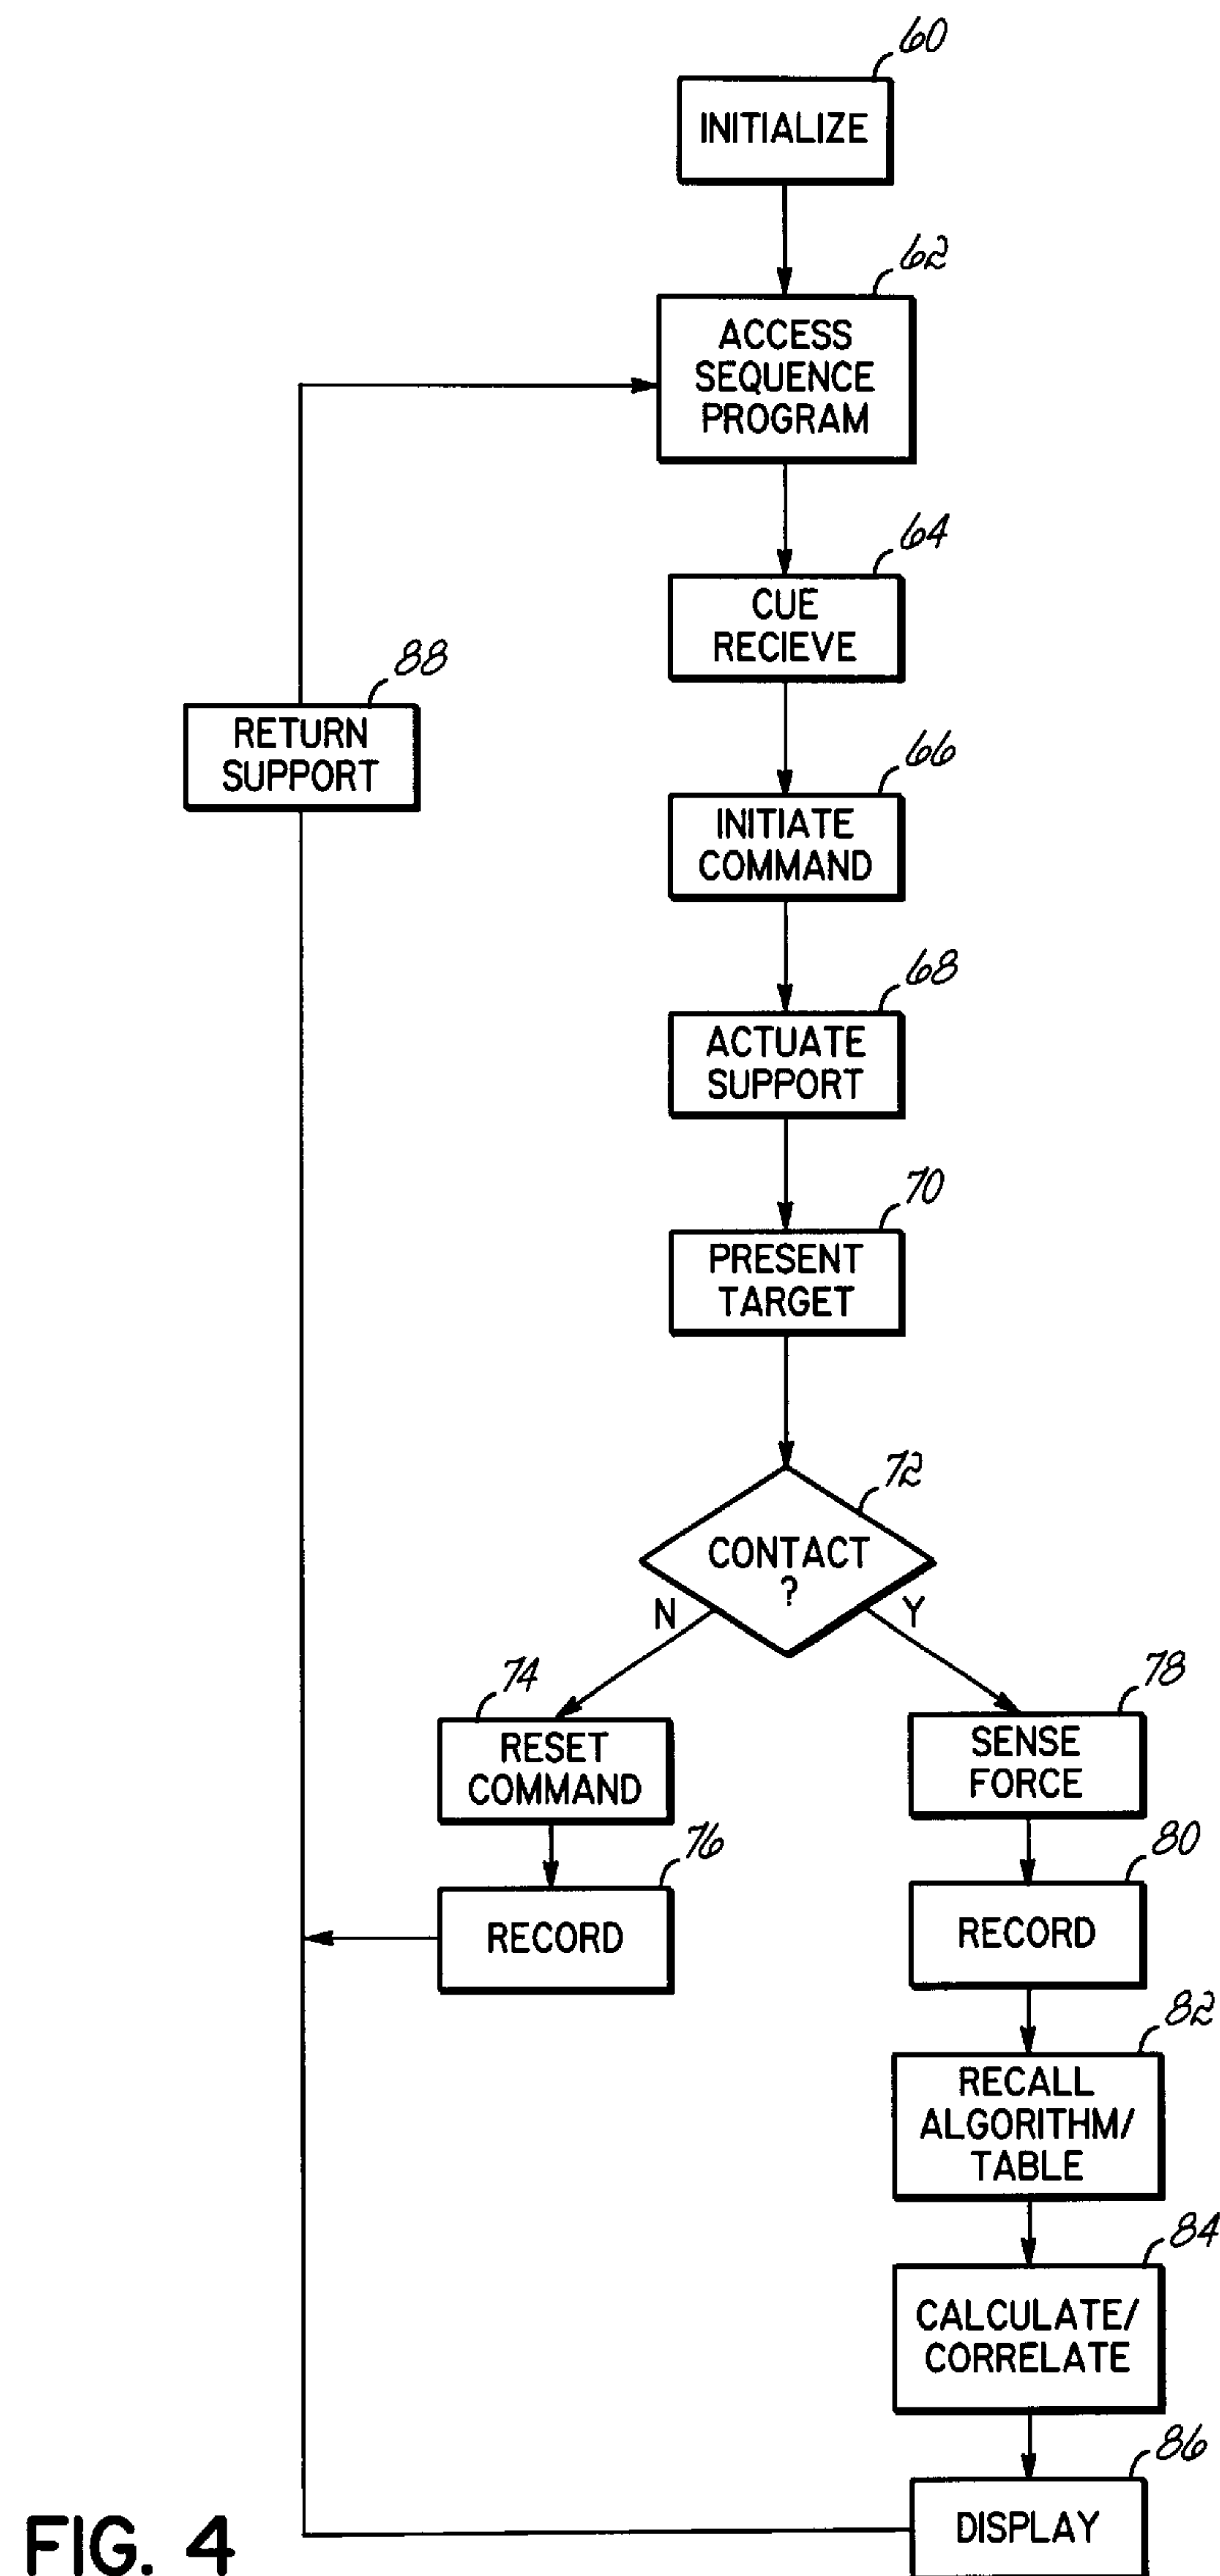 60
INITIALIZE
62
ACCESS
SEQUENCE
PROGRAM
64
CUE
RECIEVE
88
RETURN
SUPPORT
66
INITIATE
COMMAND
68
ACTUATE
SUPPORT
70
PRESENT
TARGET
72
CONTACT
?
N
Y
74
RESET
COMMAND
78
SENSE
FORCE
76
RECORD
80
RECORD
82
RECALL
ALGORITHM/
TABLE
84
CALCULATE/
CORRELATE
86
DISPLAY
FIG. 4